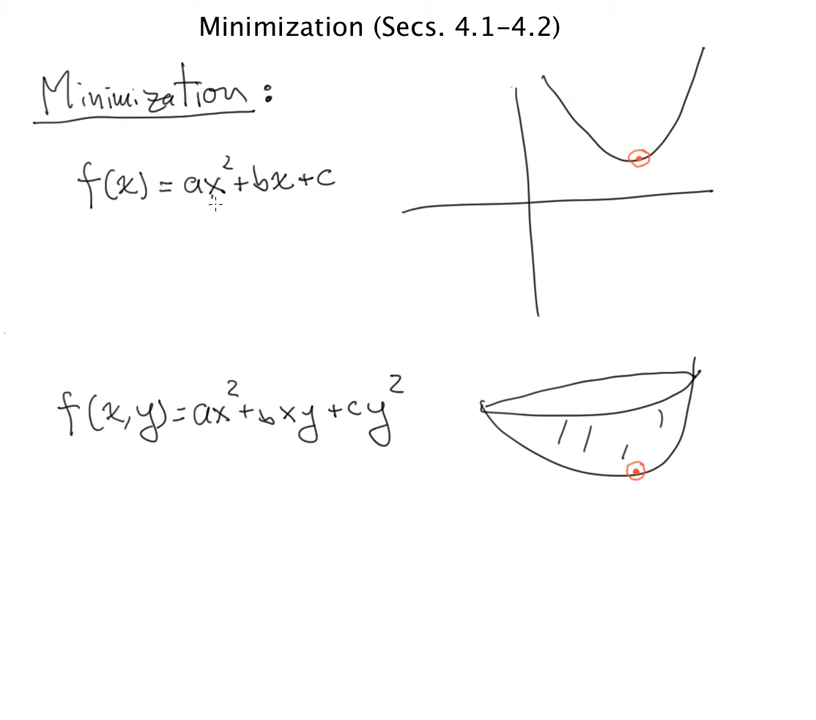 Minimization (Secs. 4.1–4.2)
Minimization:
f(x) = ax²+bx+c
f(x,y)=ax²+bxy+cy²